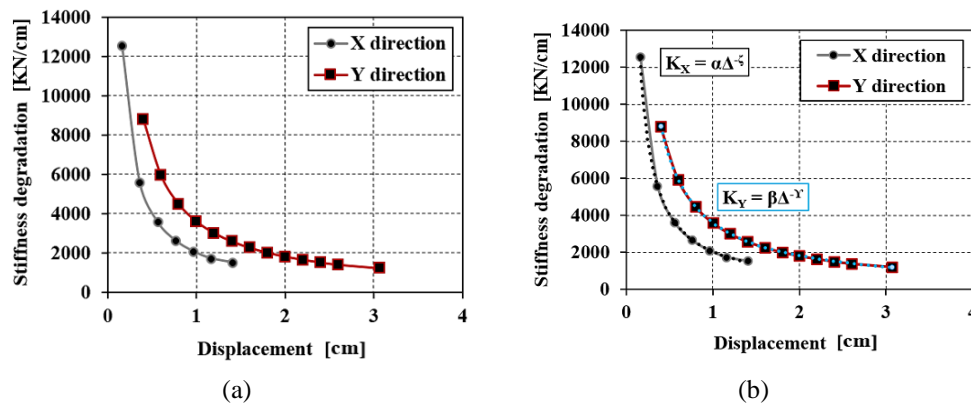 14000
12000
10000
8000
6000
4000
2000
0
0 1 2 3 4
Stiffness degradation [KN/cm]
Displacement [cm]
X direction
Y direction
(a)
14000
12000
10000
8000
6000
4000
2000
0
0 1 2 3 4
Stiffness degradation [KN/cm]
Displacement [cm]
K_X = αΔ^-ζ
X direction
Y direction
K_Y = βΔ^-ϒ
(b)